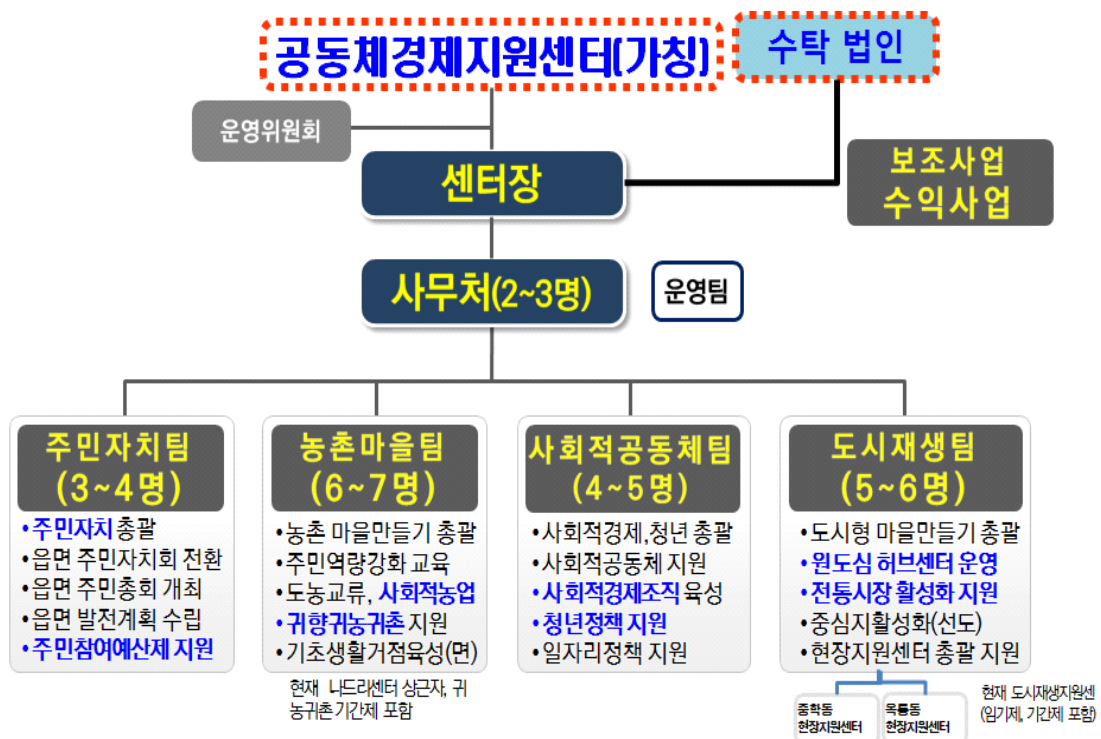 공동체경제지원센터(가칭)
수탁 법인
운영위원회
센터장
보조사업
수익사업
사무처(2~3명)
운영팀
주민자치팀
(3~4명)
•주민자치 총괄
•읍면 주민자치회 전환
•읍면 주민총회 개최
•읍면 발전계획 수립
•주민참여예산제 지원
농촌마을팀
(6~7명)
•농촌 마을만들기 총괄
•주민역량강화 교육
•도농교류, 사회적농업
•귀향귀농귀촌 지원
•기초생활거점육성(면)
현재 나드리센터 상근자, 귀
농귀촌 기간제 포함
사회적공동체팀
(4~5명)
•사회적경제,청년 총괄
•사회적공동체 지원
•사회적경제조직 육성
•청년정책 지원
•일자리정책 지원
도시재생팀
(5~6명)
•도시형 마을만들기 총괄
•원도심 허브센터 운영
•전통시장 활성화 지원
•중심지활성화(선도)
•현장지원센터 총괄 지원
중학동
현장지원센터
옥룡동
현장지원센터
현재 도시재생지원센
(임기제, 기간제 포함)